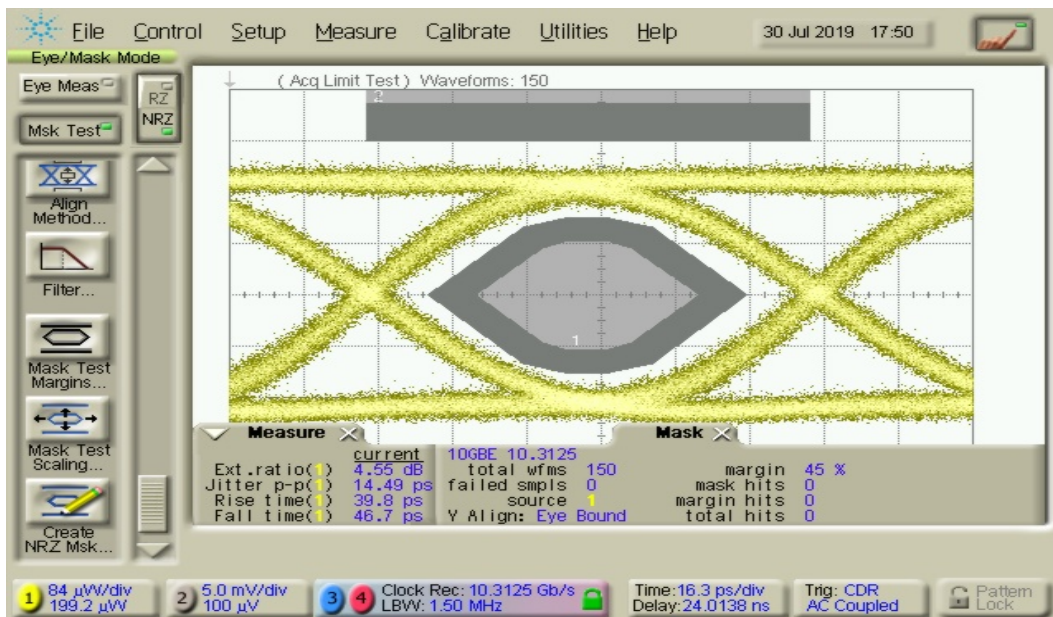 File Control Setup Measure Calibrate Utilities Help 30 Jul 2019 17:50
Eye/Mask Mode
Eye Meas
RZ
NRZ
Msk Test
Align
Method...
Filter...
Mask Test
Margins...
Mask Test
Scaling...
Create
NRZ Msk...
( Acq Limit Test ) Waveforms: 150
2
1
Measure
current
Ext.ratio(1) 4.55 dB
Jitter p-p(1) 14.49 ps
Rise time(1) 39.8 ps
Fall time(1) 46.7 ps
Mask
10GBE 10.3125
total wfms 150 margin 45 %
failed smpls 0 mask hits 0
source 1 margin hits 0
Y Align: Eye Bound total hits 0
1 84 µW/div
199.2 µW
2 5.0 mV/div
100 µV
3 4 Clock Rec: 10.3125 Gb/s
LBW: 1.50 MHz
Time:16.3 ps/div
Delay:24.0138 ns
Trig: CDR
AC Coupled
Pattern
Lock